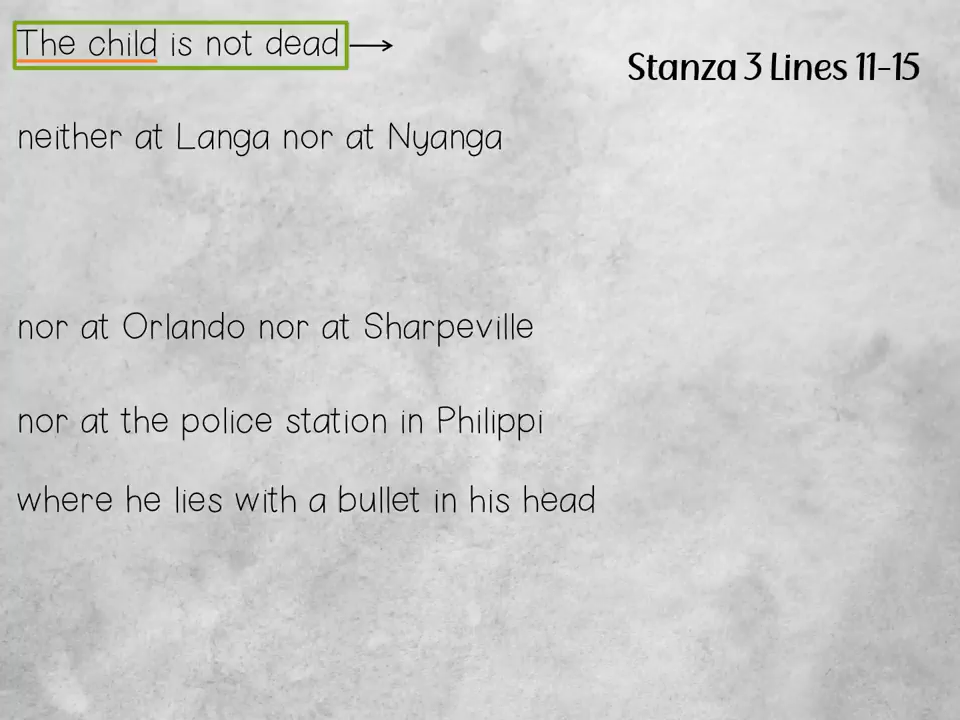 The child is not dead
Stanza 3 Lines 11-15
neither at Langa nor at Nyanga
nor at Orlando nor at Sharpeville
nor at the police station in Philippi
where he lies with a bullet in his head